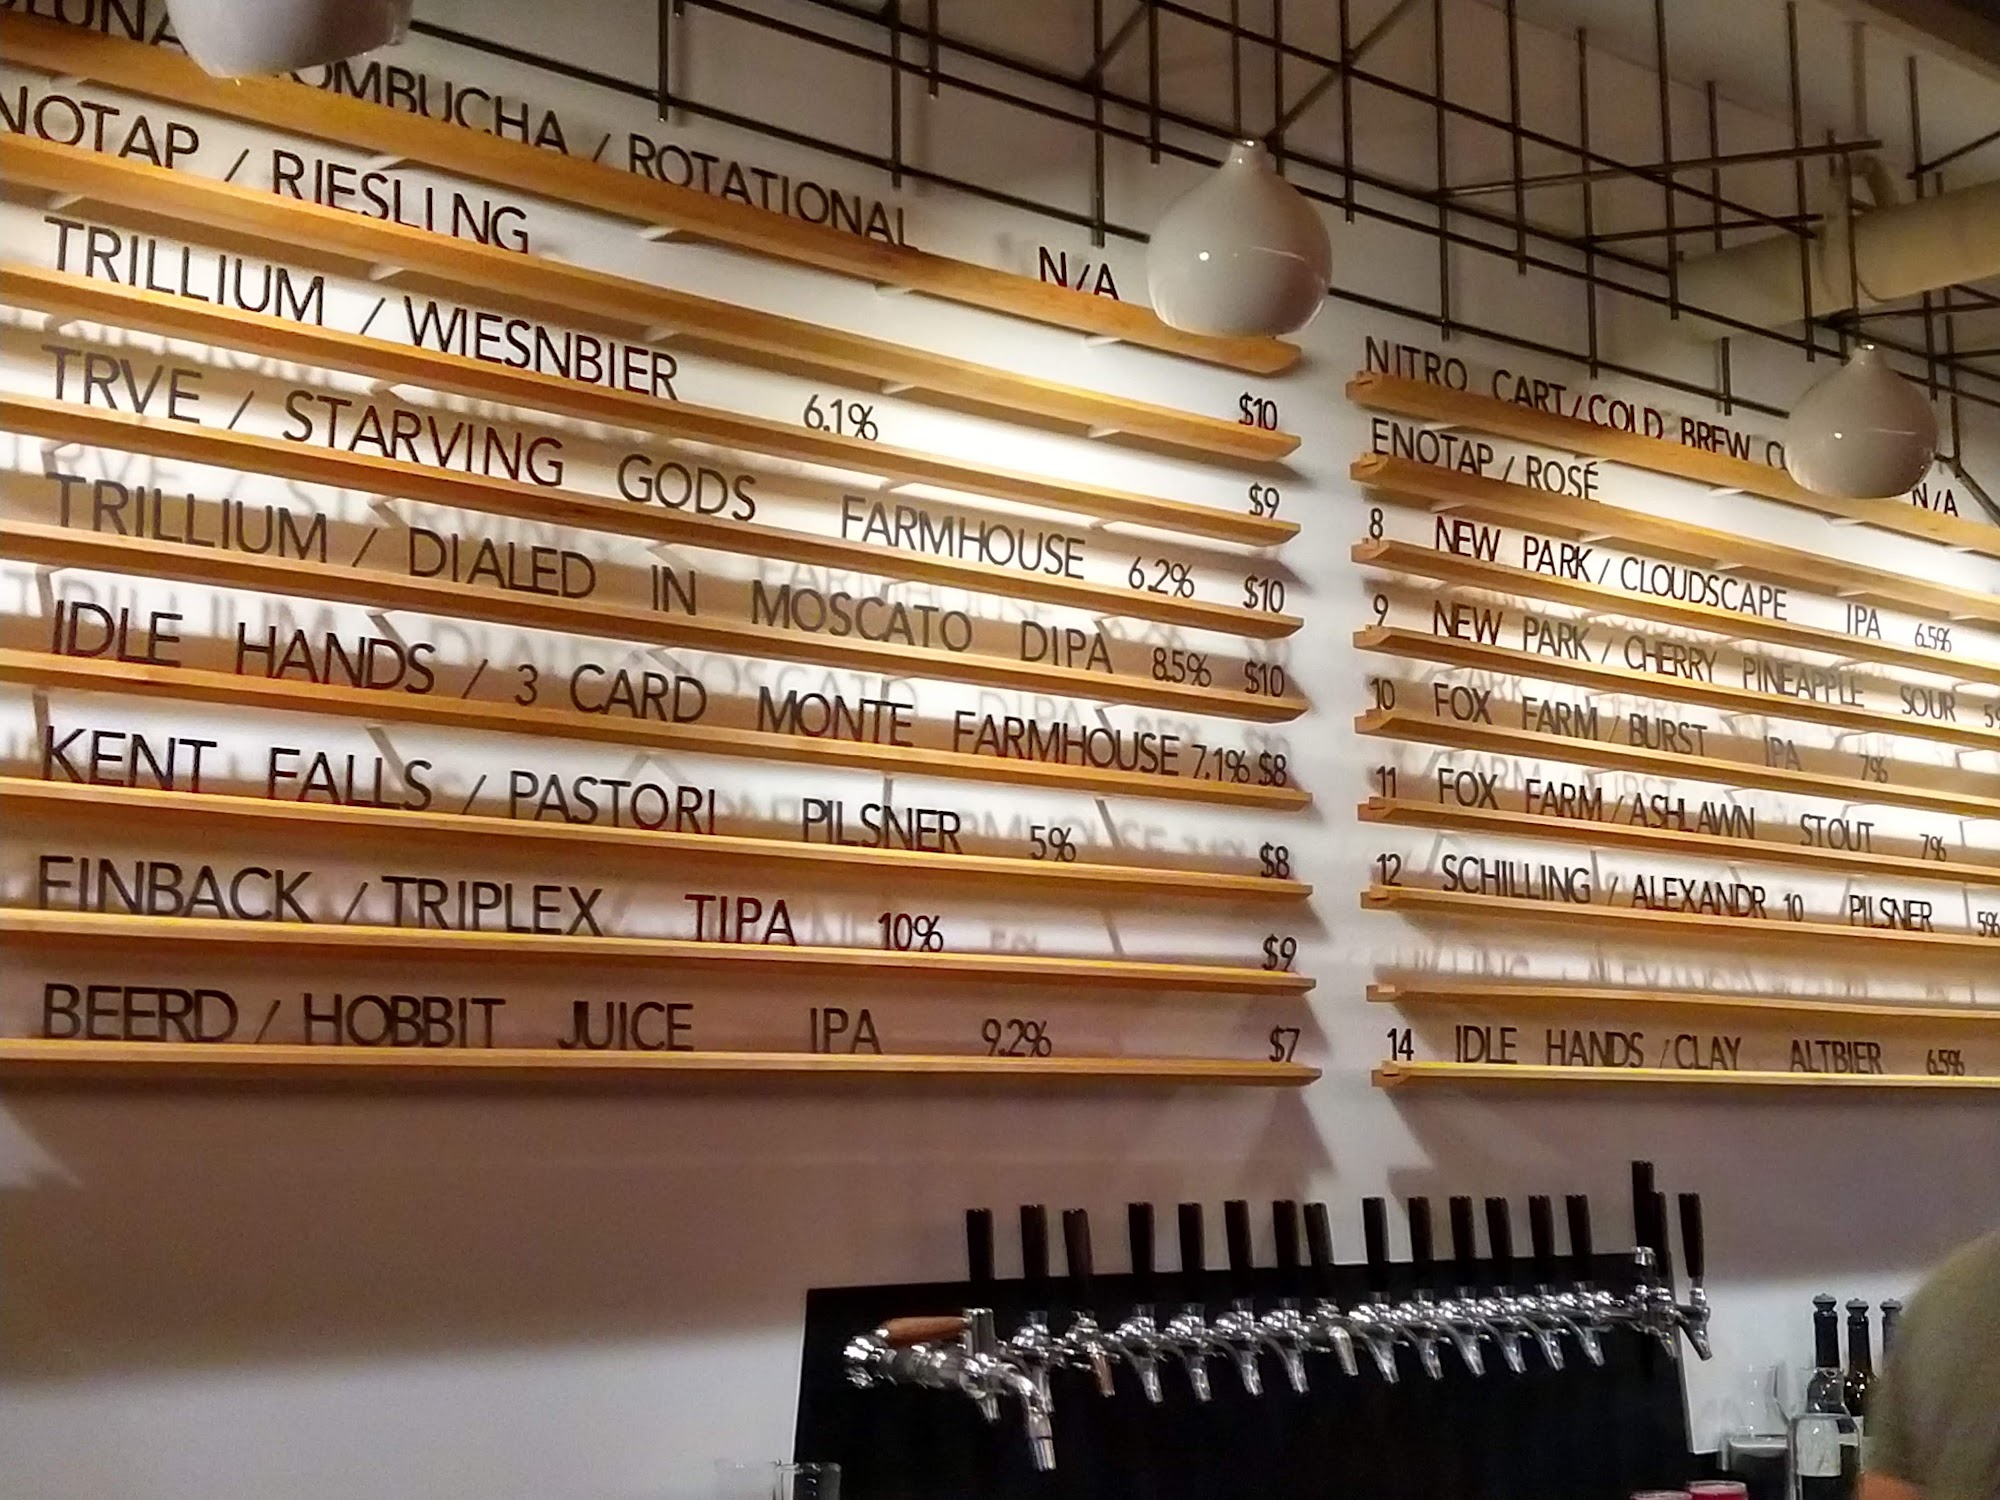 OMBUCHA / ROTATIONAL N/A
NOTAP / RIESLING $10
TRILLIUM / WIESNBIER 6.1% $9
TRVE / STARVING GODS FARMHOUSE 6.2% $10
TRILLIUM / DIALED IN MOSCATO DIPA 8.5% $10
IDLE HANDS / 3 CARD MONTE FARMHOUSE 7.1% $8
KENT FALLS / PASTORI PILSNER 5% $8
FINBACK / TRIPLEX TIPA 10% $9
BEERD / HOBBIT JUICE IPA 9.2% $7
NITRO CART / COLD BREW N/A
ENOTAP / ROSÉ
8 NEW PARK / CLOUDSCAPE IPA 6.5%
9 NEW PARK / CHERRY PINEAPPLE SOUR
10 FOX FARM / BURST IPA 7%
11 FOX FARM / ASHLAWN STOUT 7%
12 SCHILLING / ALEXANDR 10 PILSNER 5%
14 IDLE HANDS / CLAY ALTBIER 6.5%